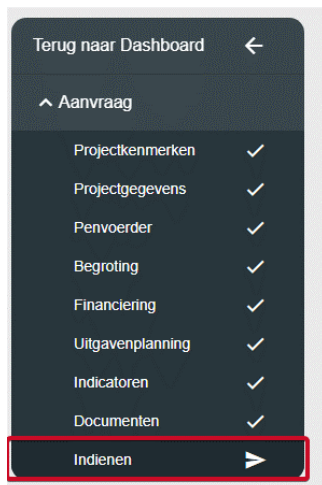 Terug naar Dashboard
Aanvraag
Projectkenmerken
Projectgegevens
Penvoerder
Begroting
Financiering
Uitgavenplanning
Indicatoren
Documenten
Indienen